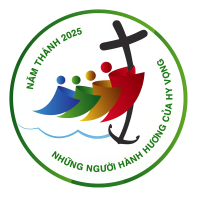 NĂM THÁNH 2025
NHỮNG NGƯỜI HÀNH HƯƠNG CỦA HY VỌNG